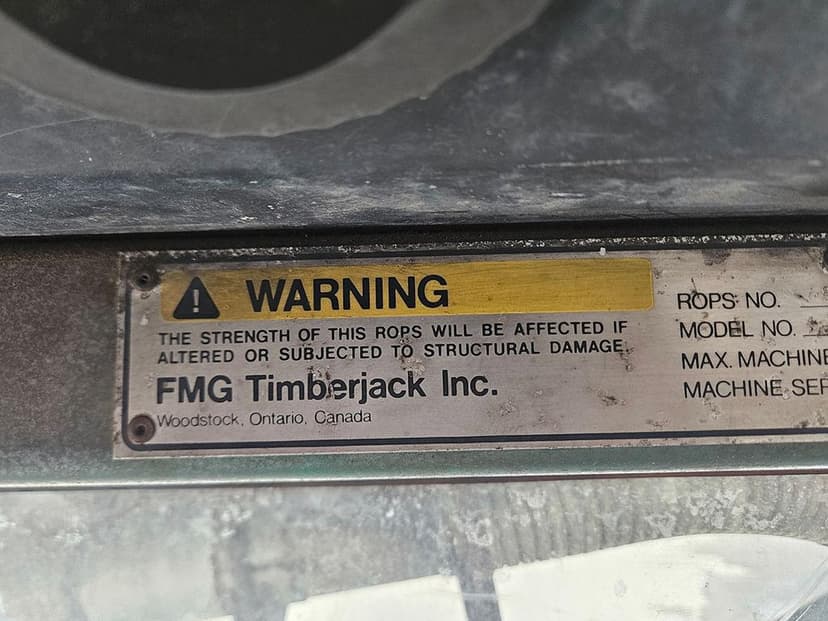 WARNING
THE STRENGTH OF THIS ROPS WILL BE AFFECTED IF
ALTERED OR SUBJECTED TO STRUCTURAL DAMAGE.
FMG Timberjack Inc.
Woodstock, Ontario, Canada
ROPS NO.
MODEL NO.
MAX. MACHINE
MACHINE SER